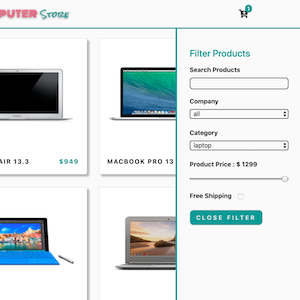 PUTER Store
1
Filter Products
Search Products
Company
all
Category
laptop
Product Price : $ 1299
Free Shipping
CLOSE FILTER
AIR 13.3 $949
MACBOOK PRO 13